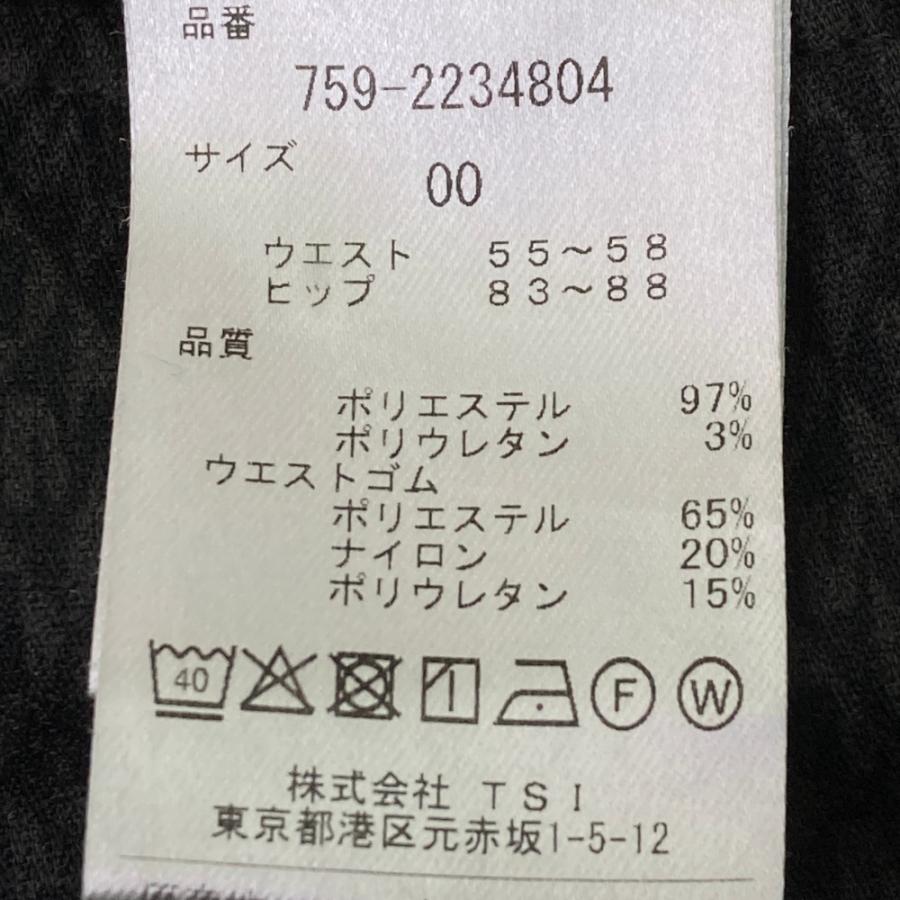 品番
759-2234804
サイズ
00
ウエスト 55～58
ヒップ 83～88
品質
ポリエステル 97%
ポリウレタン 3%
ウエストゴム
ポリエステル 65%
ナイロン 20%
ポリウレタン 15%
40 F W
株式会社 TSI
東京都港区元赤坂1-5-12